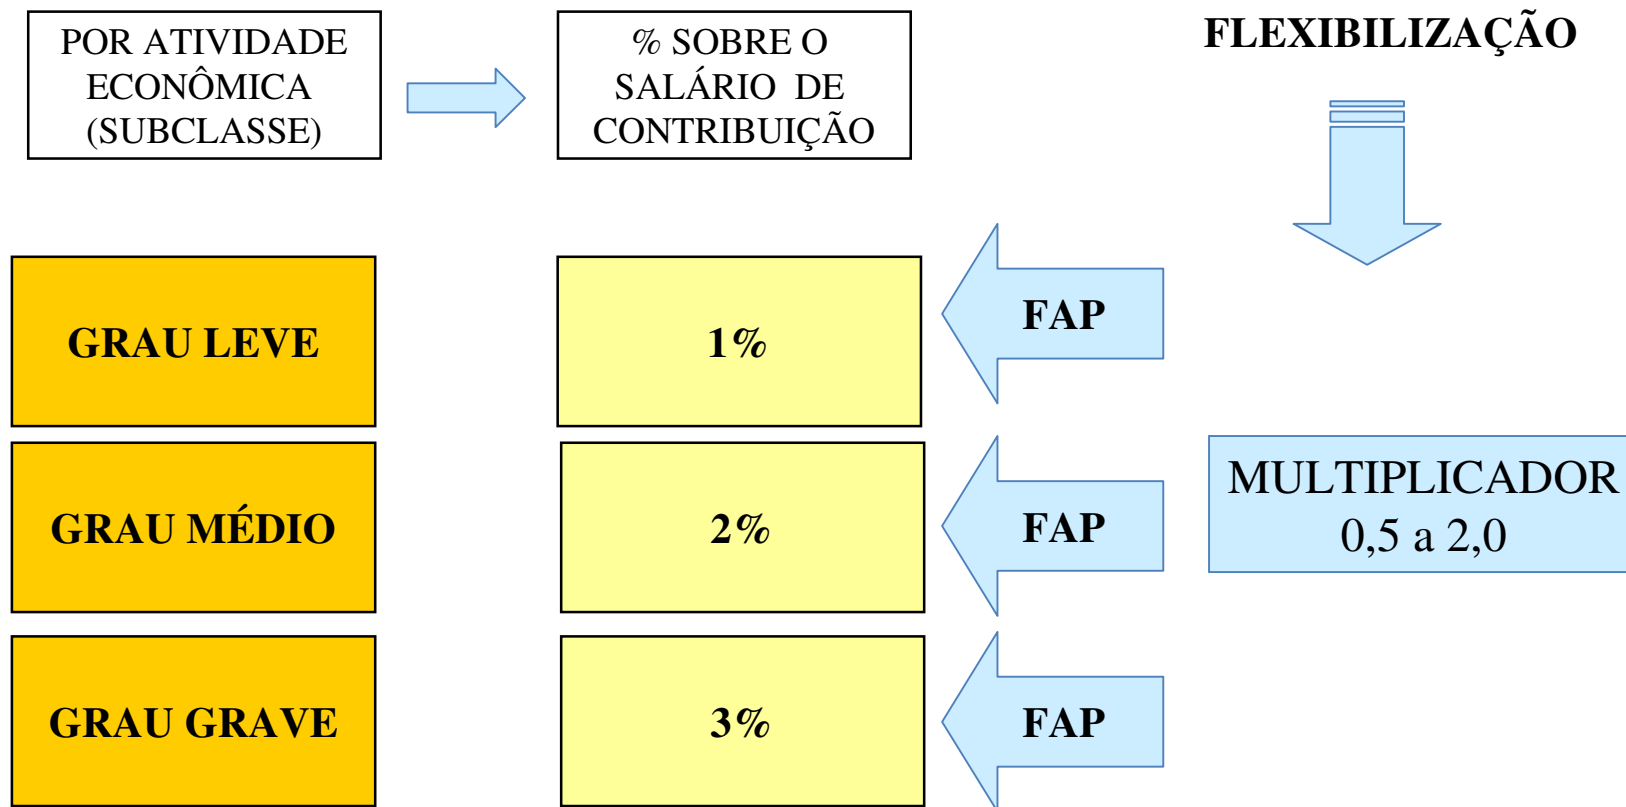 POR ATIVIDADE
ECONÔMICA
(SUBCLASSE)
% SOBRE O
SALÁRIO DE
CONTRIBUIÇÃO
FLEXIBILIZAÇÃO
GRAU LEVE
1%
FAP
GRAU MÉDIO
2%
FAP
MULTIPLICADOR
0,5 a 2,0
GRAU GRAVE
3%
FAP